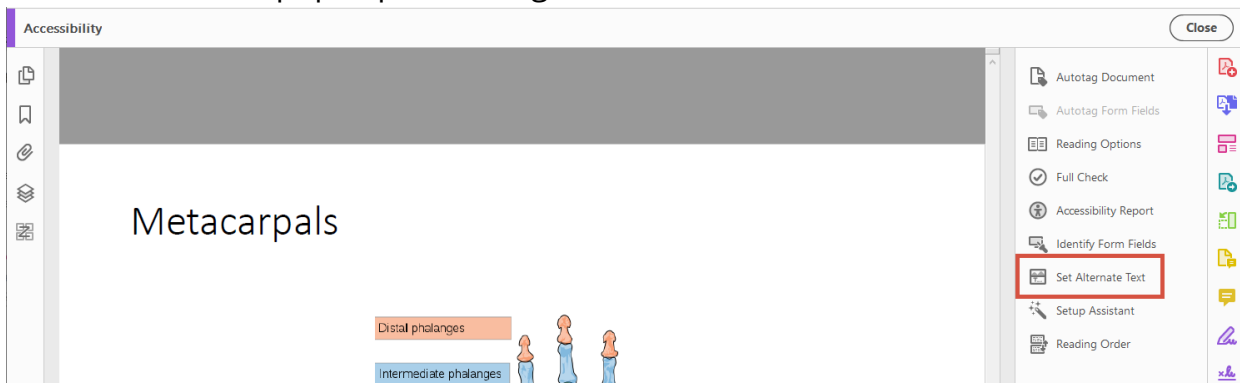 Accessibility
Close
Metacarpals
Distal phalanges
Intermediate phalanges
Autotag Document
Autotag Form Fields
Reading Options
Full Check
Accessibility Report
Identify Form Fields
Set Alternate Text
Setup Assistant
Reading Order